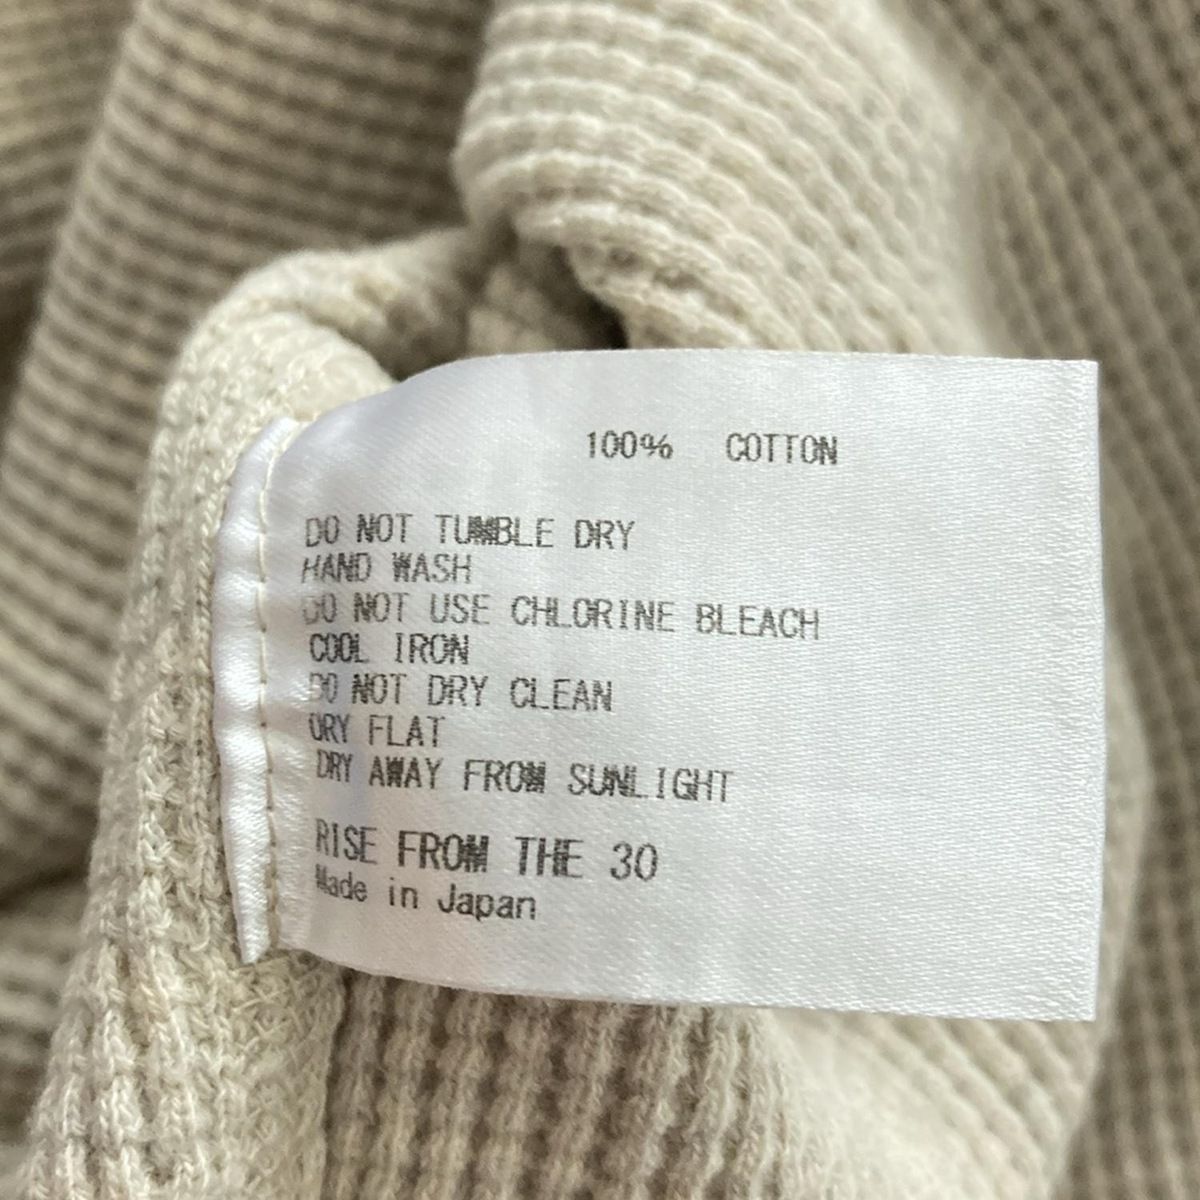 100% COTTON
DO NOT TUMBLE DRY
HAND WASH
DO NOT USE CHLORINE BLEACH
COOL IRON
DO NOT DRY CLEAN
DRY FLAT
DRY AWAY FROM SUNLIGHT
RISE FROM THE 30
Made in Japan